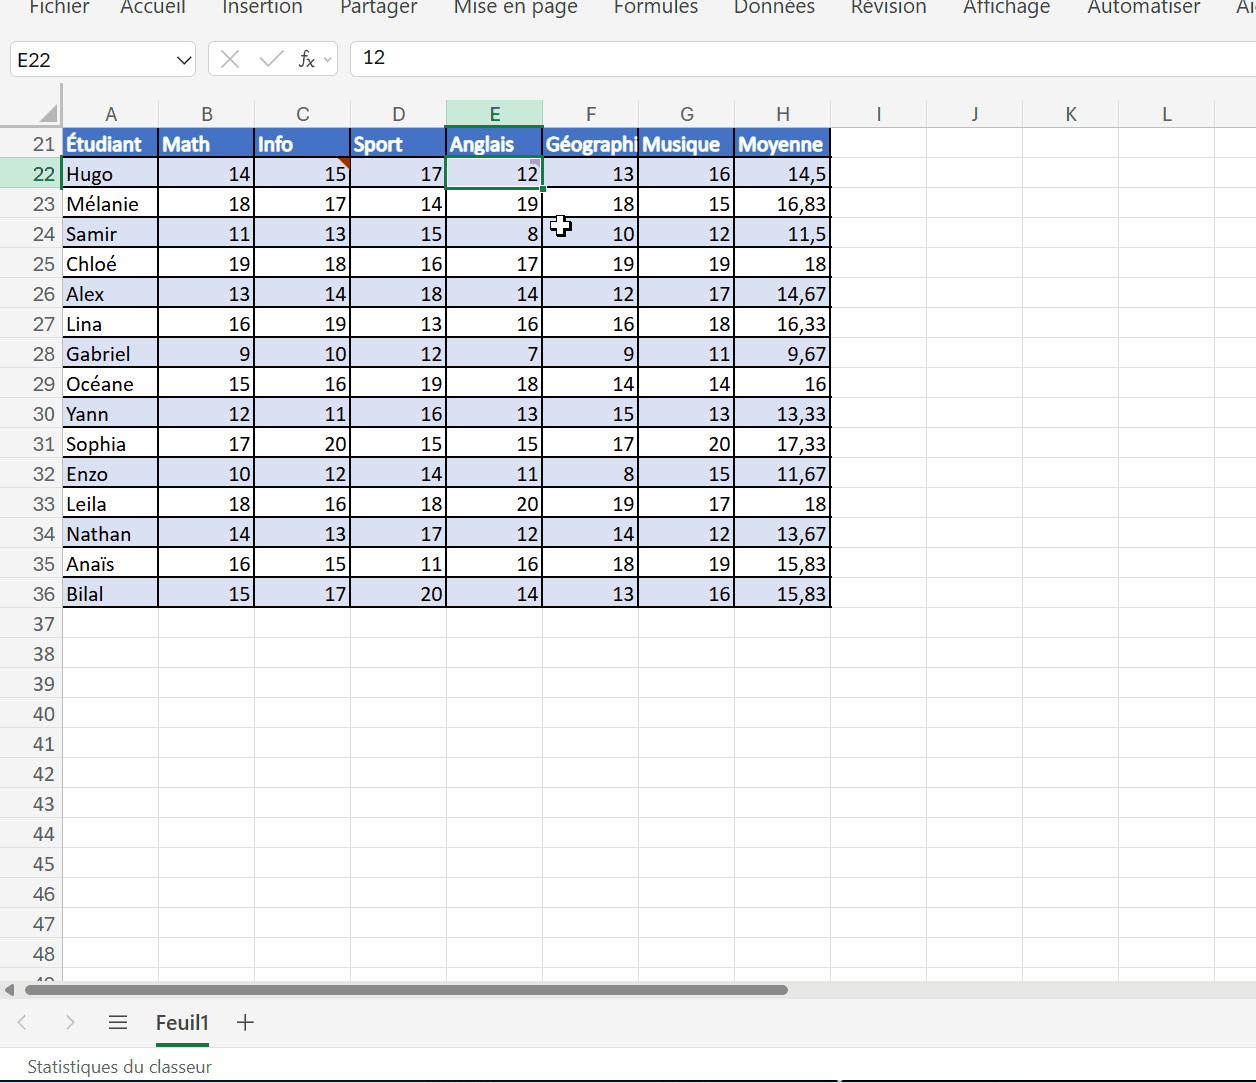 Fichier Accueil Insertion Partager Mise en page Formules Données Révision Affichage Automatiser
E22 fx 12
A B C D E F G H I J K L
21 Étudiant Math Info Sport Anglais Géographi Musique Moyenne
22 Hugo 14 15 17 12 13 16 14,5
23 Mélanie 18 17 14 19 18 15 16,83
24 Samir 11 13 15 8 10 12 11,5
25 Chloé 19 18 16 17 19 19 18
26 Alex 13 14 18 14 12 17 14,67
27 Lina 16 19 13 16 16 18 16,33
28 Gabriel 9 10 12 7 9 11 9,67
29 Océane 15 16 19 18 14 14 16
30 Yann 12 11 16 13 15 13 13,33
31 Sophia 17 20 15 15 17 20 17,33
32 Enzo 10 12 14 11 8 15 11,67
33 Leila 18 16 18 20 19 17 18
34 Nathan 14 13 17 12 14 12 13,67
35 Anaïs 16 15 11 16 18 19 15,83
36 Bilal 15 17 20 14 13 16 15,83
37
38
39
40
41
42
43
44
45
46
47
48
Feuil1
Statistiques du classeur